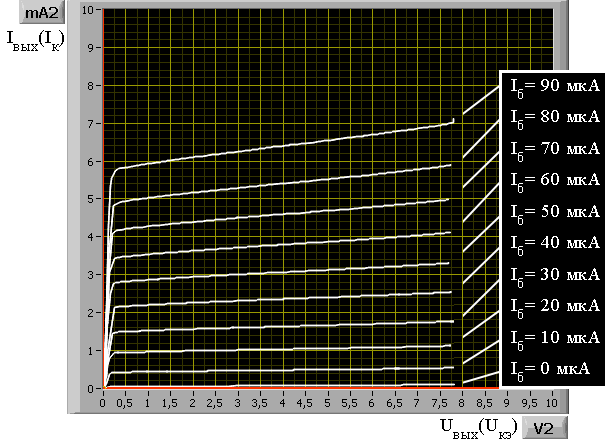 mA2
Iвых(Iк)
10
9
8
7
6
5
4
3
2
1
0
Iб= 90 мкА
Iб= 80 мкА
Iб= 70 мкА
Iб= 60 мкА
Iб= 50 мкА
Iб= 40 мкА
Iб= 30 мкА
Iб= 20 мкА
Iб= 10 мкА
Iб= 0 мкА
0 0,5 1 1,5 2 2,5 3 3,5 4 4,5 5 5,5 6 6,5 7 7,5 8 8,5 9 9,5 10
Uвых(Uкэ) V2